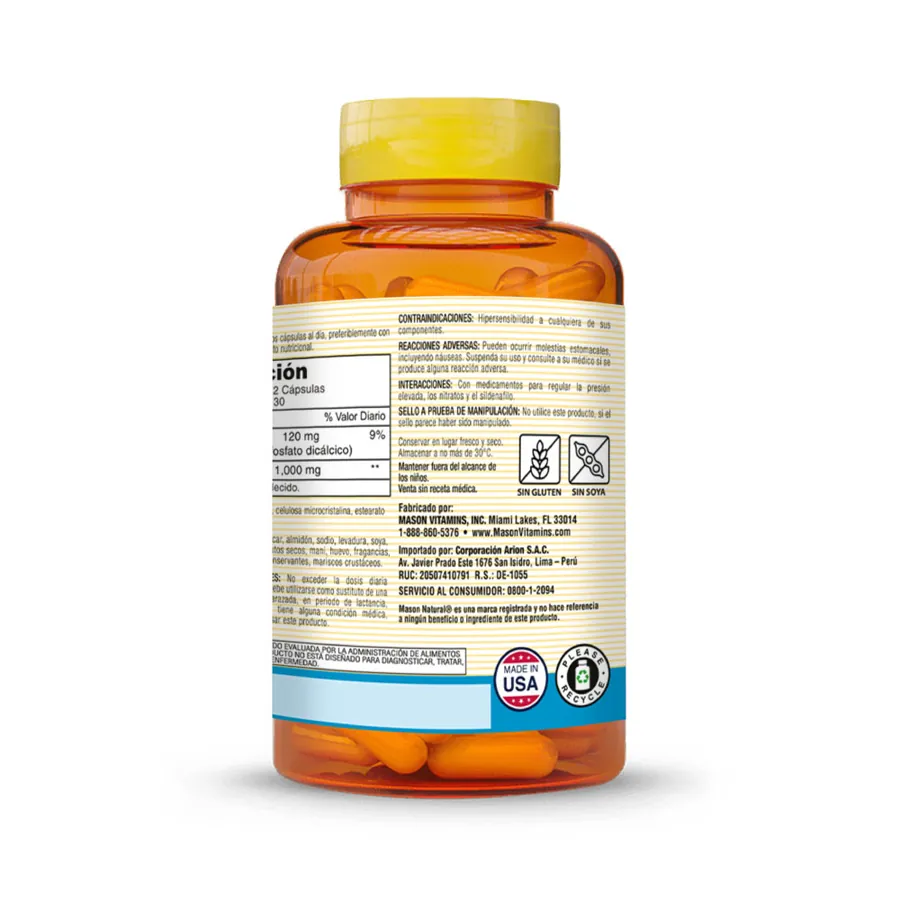 os cápsulas al día, preferiblemente con
to nutricional.
ción
2 Cápsulas
30
% Valor Diario
120 mg 9%
osfato dicálcico)
1,000 mg **
lecido.
, celulosa microcristalina, estearato
car, almidón, sodio, levadura, soya,
tos secos, maní, huevo, fragancias,
nservantes, mariscos crustáceos.
ES: No exceder la dosis diaria
ebe utilizarse como sustituto de una
arazada, en periodo de lactancia,
tiene alguna condición médica,
sar este producto.
DO EVALUADA POR LA ADMINISTRACIÓN DE ALIMENTOS
DUCTO NO ESTÁ DISEÑADO PARA DIAGNOSTICAR, TRATAR,
ENFERMEDAD.
CONTRAINDICACIONES: Hipersensibilidad a cualquiera de sus
componentes.
REACCIONES ADVERSAS: Pueden ocurrir molestias estomacales,
incluyendo náuseas. Suspenda su uso y consulte a su médico si se
produce alguna reacción adversa.
INTERACCIONES: Con medicamentos para regular la presión
elevada, los nitratos y el sildenafilo.
SELLO A PRUEBA DE MANIPULACIÓN: No utilice este producto, si el
sello parece haber sido manipulado.
Conservar en lugar fresco y seco.
Almacenar a no más de 30°C.
Mantener fuera del alcance de
los niños.
Venta sin receta médica.
SIN GLUTEN SIN SOYA
Fabricado por:
MASON VITAMINS, INC. Miami Lakes, FL 33014
1-888-860-5376 • www.MasonVitamins.com
Importado por: Corporación Arion S.A.C.
Av. Javier Prado Este 1676 San Isidro, Lima – Perú
RUC: 20507410791 R.S.: DE-1055
SERVICIO AL CONSUMIDOR: 0800-1-2094
Mason Natural® es una marca registrada y no hace referencia
a ningún beneficio o ingrediente de este producto.
MADE IN
USA
PLEASE
RECYCLE